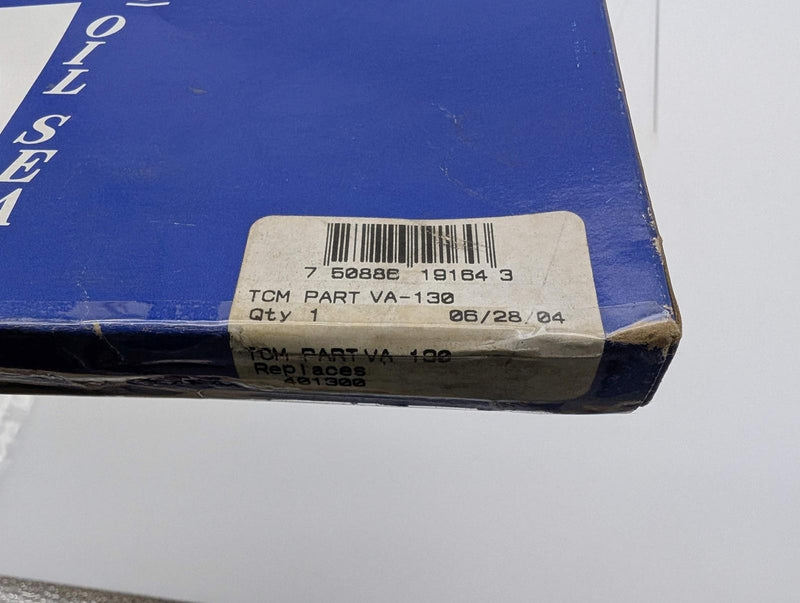 OIL SEA
7 50886 19164 3
TCM PART VA-130
Qty 1 06/28/04
TCM PART VA 130
Replaces
401300